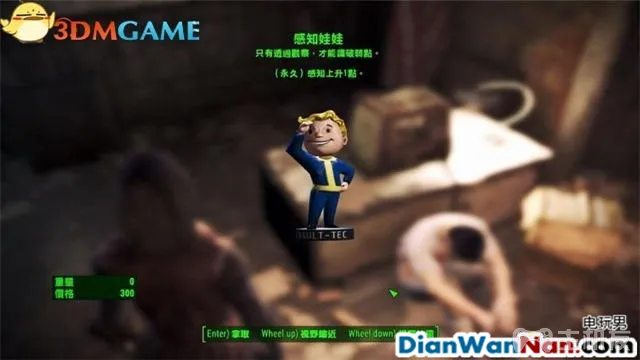 3DMGAME
感知娃娃
只有透過觀察，才能識破弱點。
（永久）感知上升1點。
VAULT-TEC
重量 0
價格 300
Enter) 拿取 Wheel up) 視野縮近 Wheel down)
电玩男
DianWanNan.com